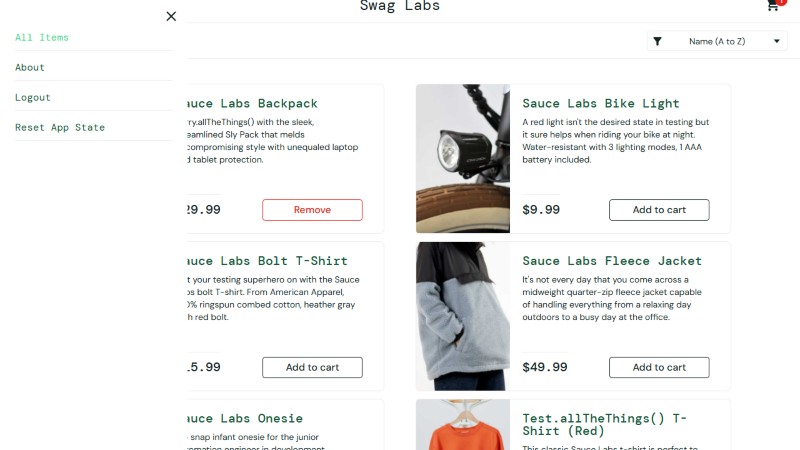 Swag Labs
All Items
About
Logout
Reset App State
Name (A to Z)
auce Labs Backpack
ry.allTheThings() with the sleek,
eamlined Sly Pack that melds
compromising style with unequaled laptop
d tablet protection.
29.99
Remove
Sauce Labs Bike Light
A red light isn't the desired state in testing but
it sure helps when riding your bike at night.
Water-resistant with 3 lighting modes, 1 AAA
battery included.
$9.99
Add to cart
auce Labs Bolt T-Shirt
t your testing superhero on with the Sauce
bs bolt T-shirt. From American Apparel,
0% ringspun combed cotton, heather gray
h red bolt.
15.99
Add to cart
Sauce Labs Fleece Jacket
It's not every day that you come across a
midweight quarter-zip fleece jacket capable
of handling everything from a relaxing day
outdoors to a busy day at the office.
$49.99
Add to cart
auce Labs Onesie
snap infant onesie for the junior
tomation engineer in development.
Test.allTheThings() T-
Shirt (Red)
This classic Sauce Labs t-shirt is perfect to